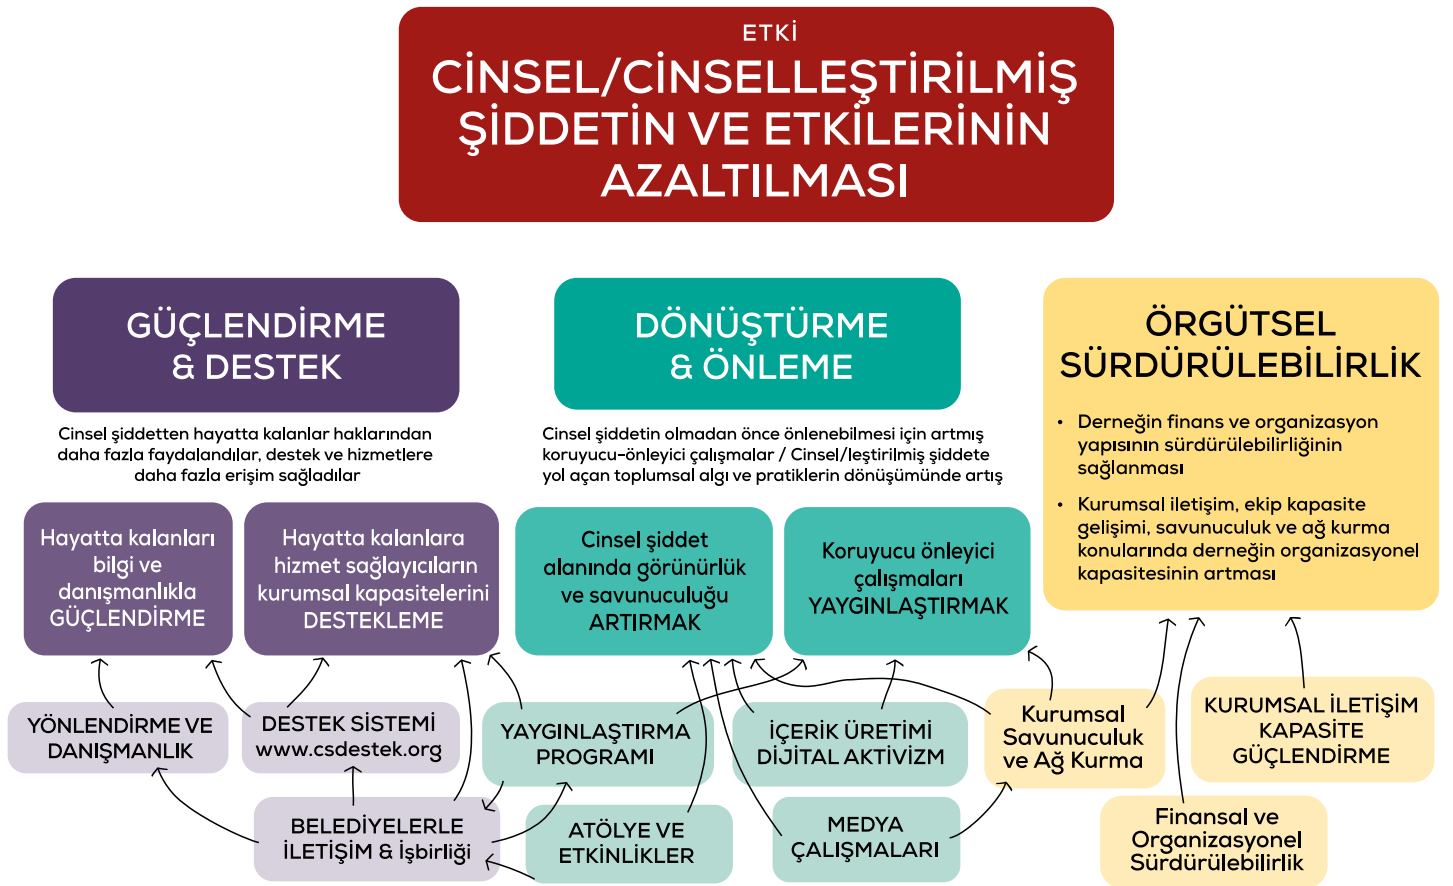 ETKİ
CİNSEL/CİNSELLEŞTİRİLMİŞ
ŞİDDETİN VE ETKİLERİNİN
AZALTILMASI
GÜÇLENDİRME
& DESTEK
Cinsel şiddetten hayatta kalanlar haklarından
daha fazla faydalandılar, destek ve hizmetlere
daha fazla erişim sağladılar
DÖNÜŞTÜRME
& ÖNLEME
Cinsel şiddetin olmadan önce önlenebilmesi için artmış
koruyucu-önleyici çalışmalar / Cinsel/leştirilmiş şiddete
yol açan toplumsal algı ve pratiklerin dönüşümünde artış
ÖRGÜTSEL
SÜRDÜRÜLEBİLİRLİK
• Derneğin finans ve organizasyon
yapısının sürdürülebilirliğinin
sağlanması
• Kurumsal iletişim, ekip kapasite
gelişimi, savunuculuk ve ağ kurma
konularında derneğin organizasyonel
kapasitesinin artması
Hayatta kalanları
bilgi ve
danışmanlıkla
GÜÇLENDİRME
Hayatta kalanlara
hizmet sağlayıcıların
kurumsal kapasitelerini
DESTEKLEME
Cinsel şiddet
alanında görünürlük
ve savunuculuğu
ARTIRMAK
Koruyucu önleyici
çalışmaları
YAYGINLAŞTIRMAK
YÖNLENDİRME VE
DANIŞMANLIK
DESTEK SİSTEMİ
www.csdestek.org
YAYGINLAŞTIRMA
PROGRAMI
İÇERİK ÜRETİMİ
DİJİTAL AKTİVİZM
Kurumsal
Savunuculuk
ve Ağ Kurma
KURUMSAL İLETİŞİM
KAPASİTE
GÜÇLENDİRME
BELEDİYELERLE
İLETİŞİM & İşbirliği
ATÖLYE VE
ETKİNLİKLER
MEDYA
ÇALIŞMALARI
Finansal ve
Organizasyonel
Sürdürülebilirlik